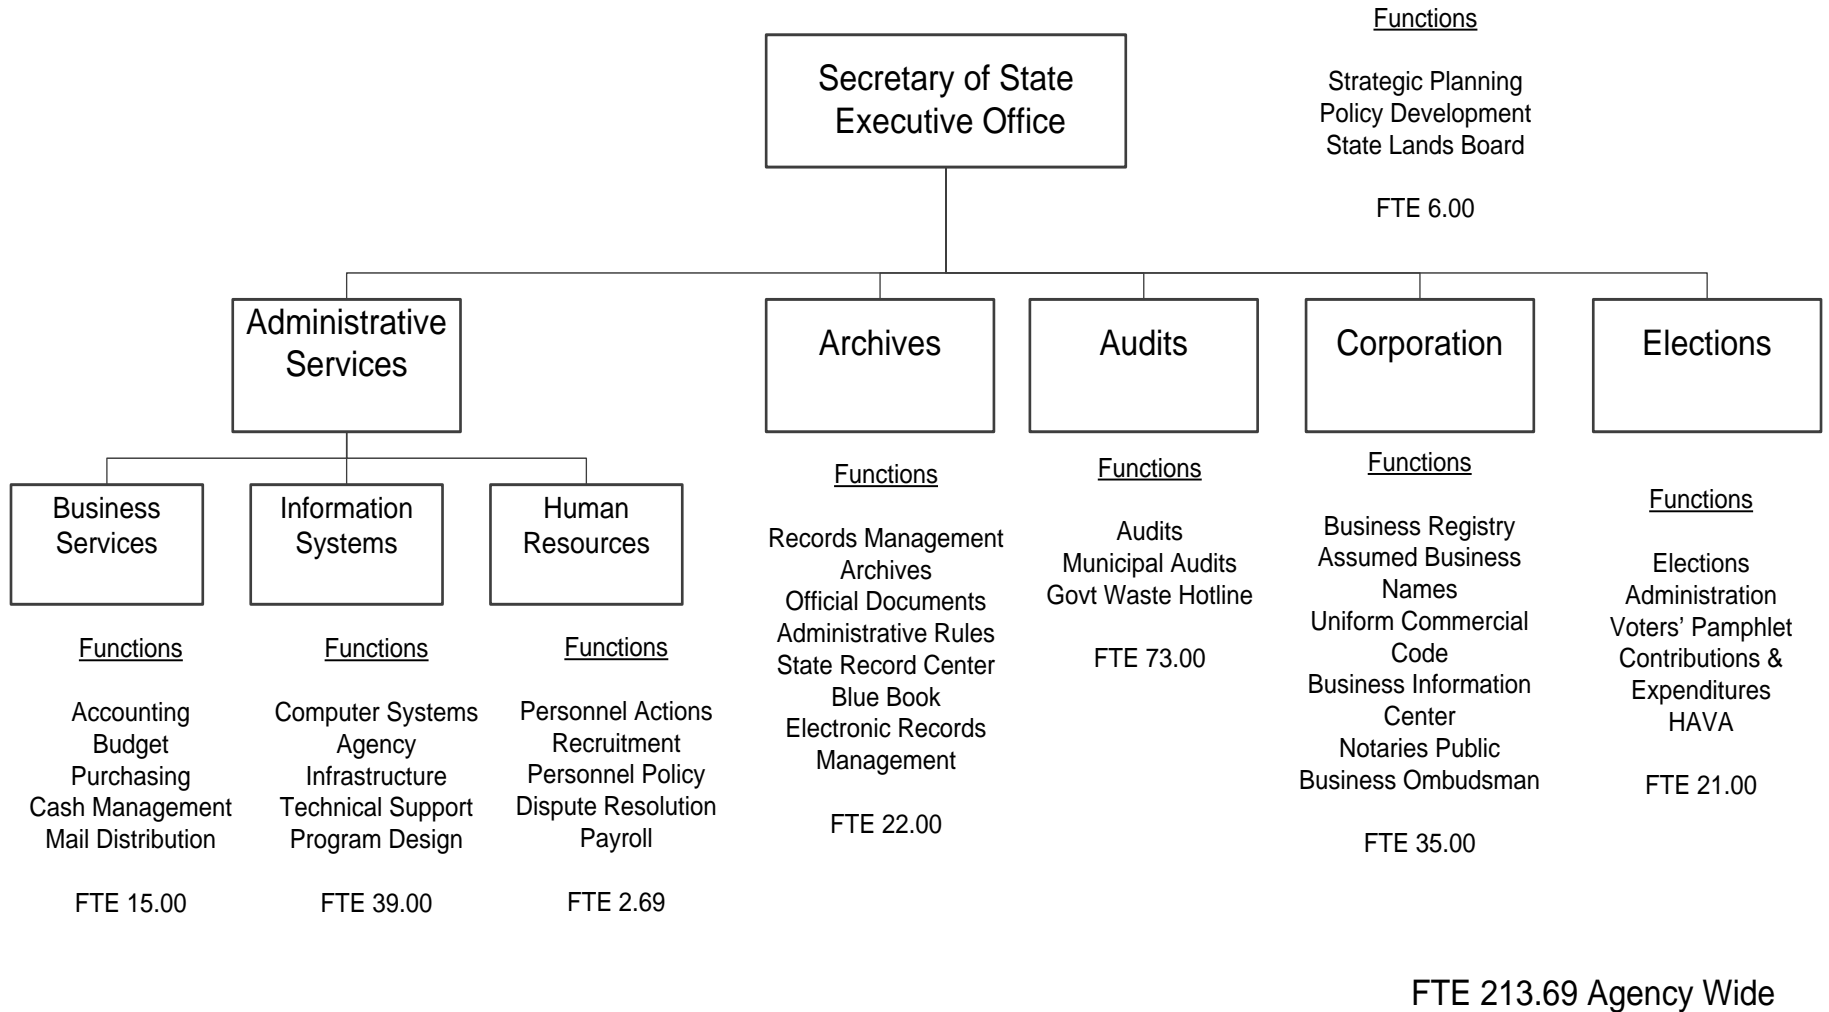 Functions
Strategic Planning
Policy Development
State Lands Board
FTE 6.00
Secretary of State
Executive Office
Administrative
Services
Archives
Audits
Corporation
Elections
Business
Services
Information
Systems
Human
Resources
Functions
Accounting
Budget
Purchasing
Cash Management
Mail Distribution
FTE 15.00
Functions
Computer Systems
Agency
Infrastructure
Technical Support
Program Design
FTE 39.00
Functions
Personnel Actions
Recruitment
Personnel Policy
Dispute Resolution
Payroll
FTE 2.69
Functions
Records Management
Archives
Official Documents
Administrative Rules
State Record Center
Blue Book
Electronic Records
Management
FTE 22.00
Functions
Audits
Municipal Audits
Govt Waste Hotline
FTE 73.00
Functions
Business Registry
Assumed Business
Names
Uniform Commercial
Code
Business Information
Center
Notaries Public
Business Ombudsman
FTE 35.00
Functions
Elections
Administration
Voters’ Pamphlet
Contributions &
Expenditures
HAVA
FTE 21.00
FTE 213.69 Agency Wide